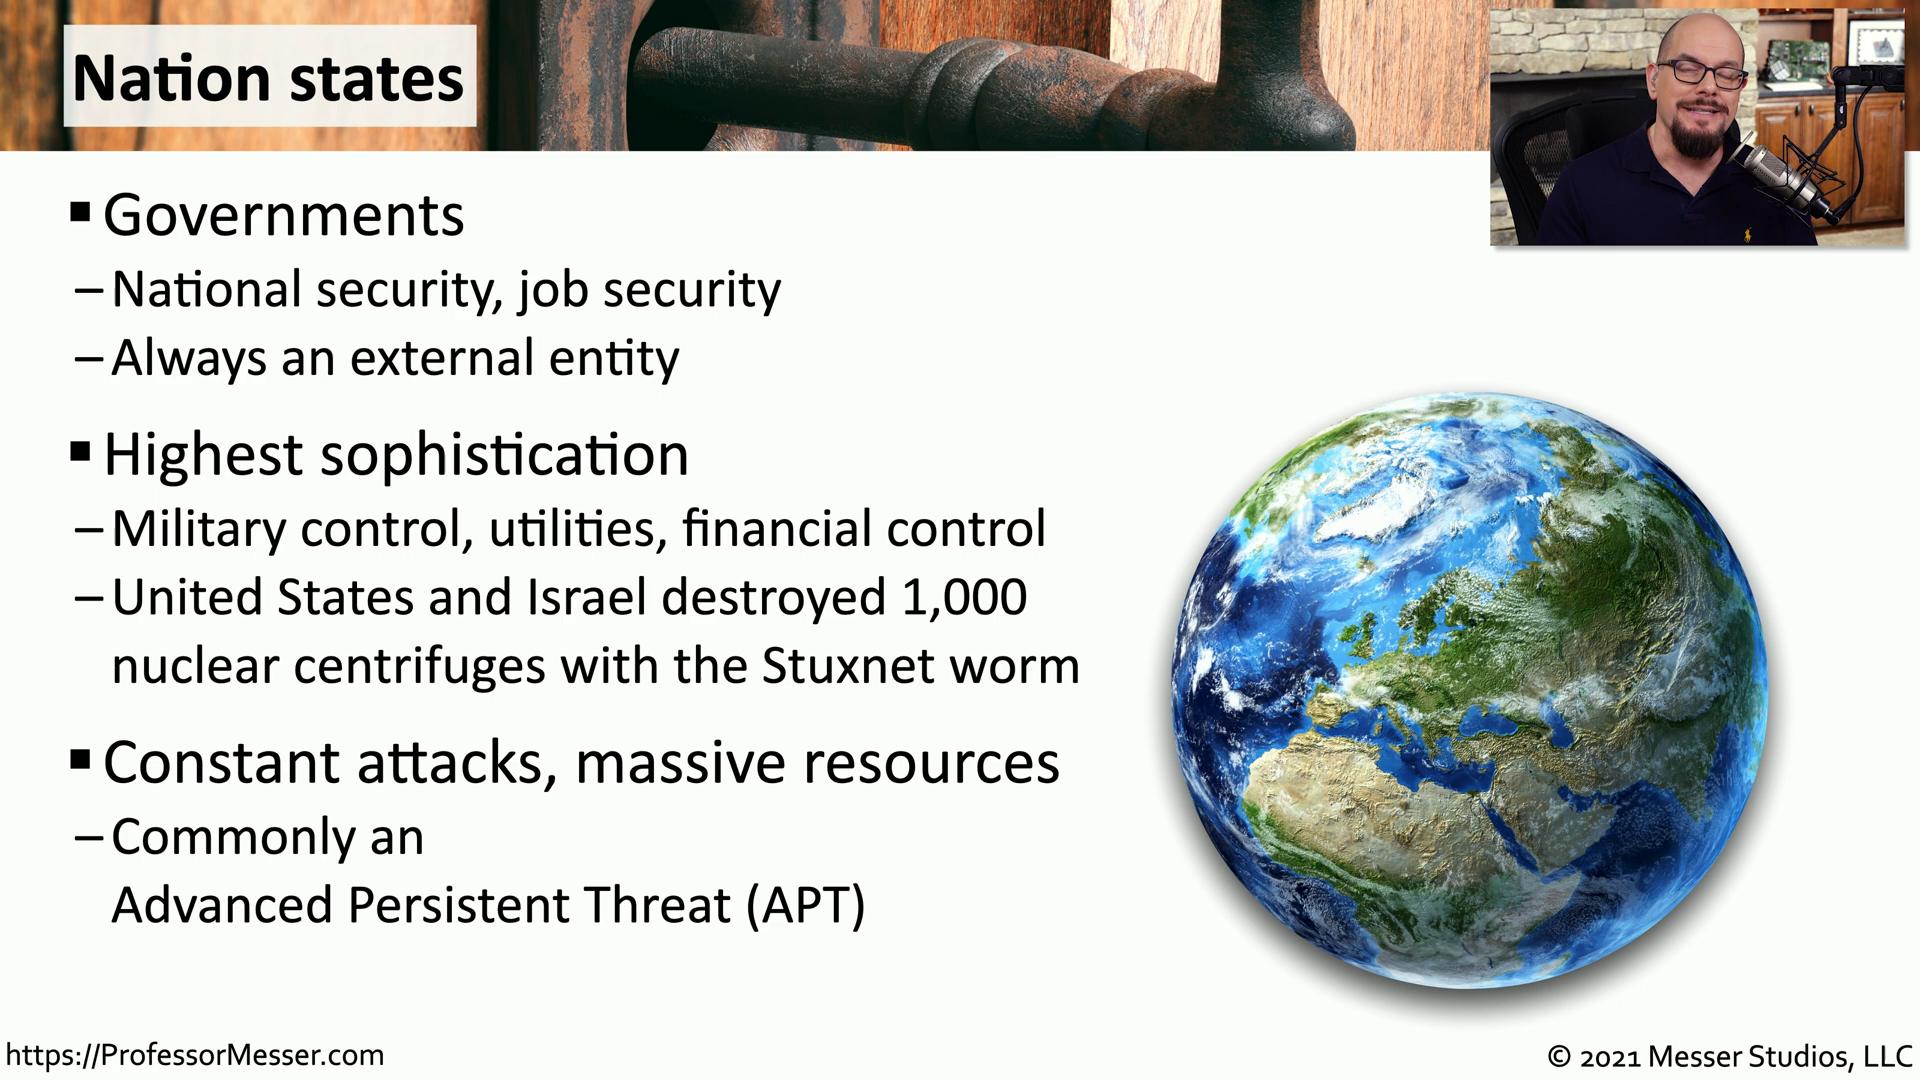 Nation states
▪ Governments
– National security, job security
– Always an external entity
▪ Highest sophistication
– Military control, utilities, financial control
– United States and Israel destroyed 1,000
nuclear centrifuges with the Stuxnet worm
▪ Constant attacks, massive resources
– Commonly an
Advanced Persistent Threat (APT)
https://ProfessorMesser.com
© 2021 Messer Studios, LLC